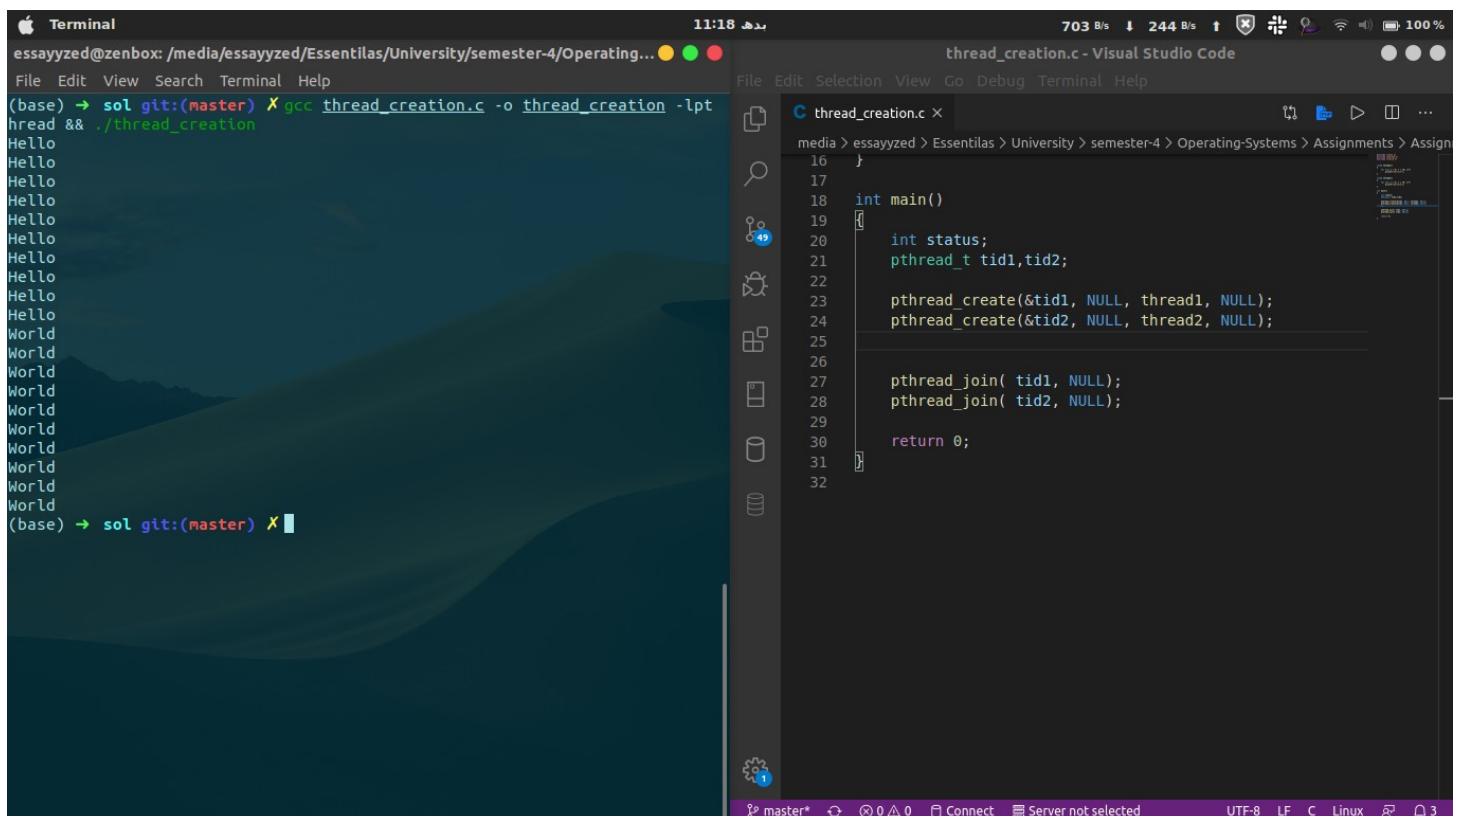 Terminal
11:18 بدھ
703 B/s ⬇ 244 B/s ⬆
100 %
essayyzed@zenbox: /media/essayyzed/Essentilas/University/semester-4/Operating...
File Edit View Search Terminal Help
(base) → sol git:(master) ✗ gcc thread_creation.c -o thread_creation -lpt
hread && ./thread_creation
Hello
Hello
Hello
Hello
Hello
Hello
Hello
Hello
Hello
Hello
World
World
World
World
World
World
World
World
World
World
(base) → sol git:(master) ✗
thread_creation.c - Visual Studio Code
File Edit Selection View Go Debug Terminal Help
C thread_creation.c ×
media > essayyzed > Essentilas > University > semester-4 > Operating-Systems > Assignments > Assign
16 }
17
18 int main()
19 {
20 int status;
21 pthread_t tid1,tid2;
22
23 pthread_create(&tid1, NULL, thread1, NULL);
24 pthread_create(&tid2, NULL, thread2, NULL);
25
26
27 pthread_join( tid1, NULL);
28 pthread_join( tid2, NULL);
29
30 return 0;
31 }
32
49
1
master* 0 0 Connect Server not selected UTF-8 LF C Linux 3